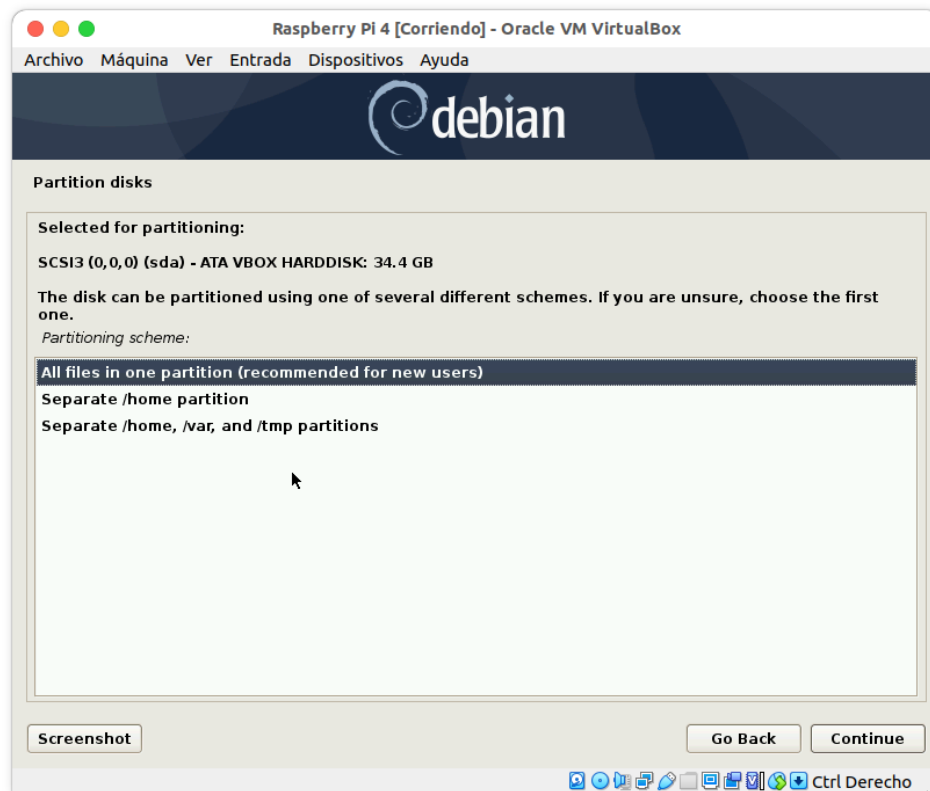 Raspberry Pi 4 [Corriendo] - Oracle VM VirtualBox
Archivo Máquina Ver Entrada Dispositivos Ayuda
debian
Partition disks
Selected for partitioning:
SCSI3 (0,0,0) (sda) - ATA VBOX HARDDISK: 34.4 GB
The disk can be partitioned using one of several different schemes. If you are unsure, choose the first
one.
Partitioning scheme:
All files in one partition (recommended for new users)
Separate /home partition
Separate /home, /var, and /tmp partitions
Screenshot Go Back Continue
Ctrl Derecho